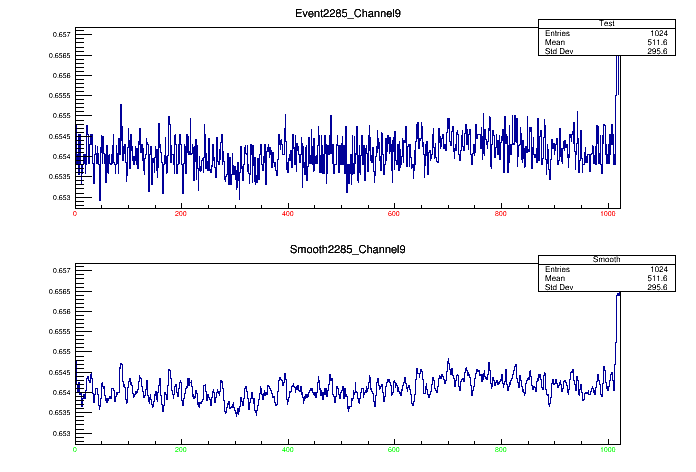 Event2285_Channel9
Test
Entries 1024
Mean 511.6
Std Dev 295.6
0.657
0.6565
0.656
0.6555
0.655
0.6545
0.654
0.6535
0.653
0 200 400 600 800 1000
Smooth2285_Channel9
Smooth
Entries 1024
Mean 511.6
Std Dev 295.6
0.657
0.6565
0.656
0.6555
0.655
0.6545
0.654
0.6535
0.653
0 200 400 600 800 1000